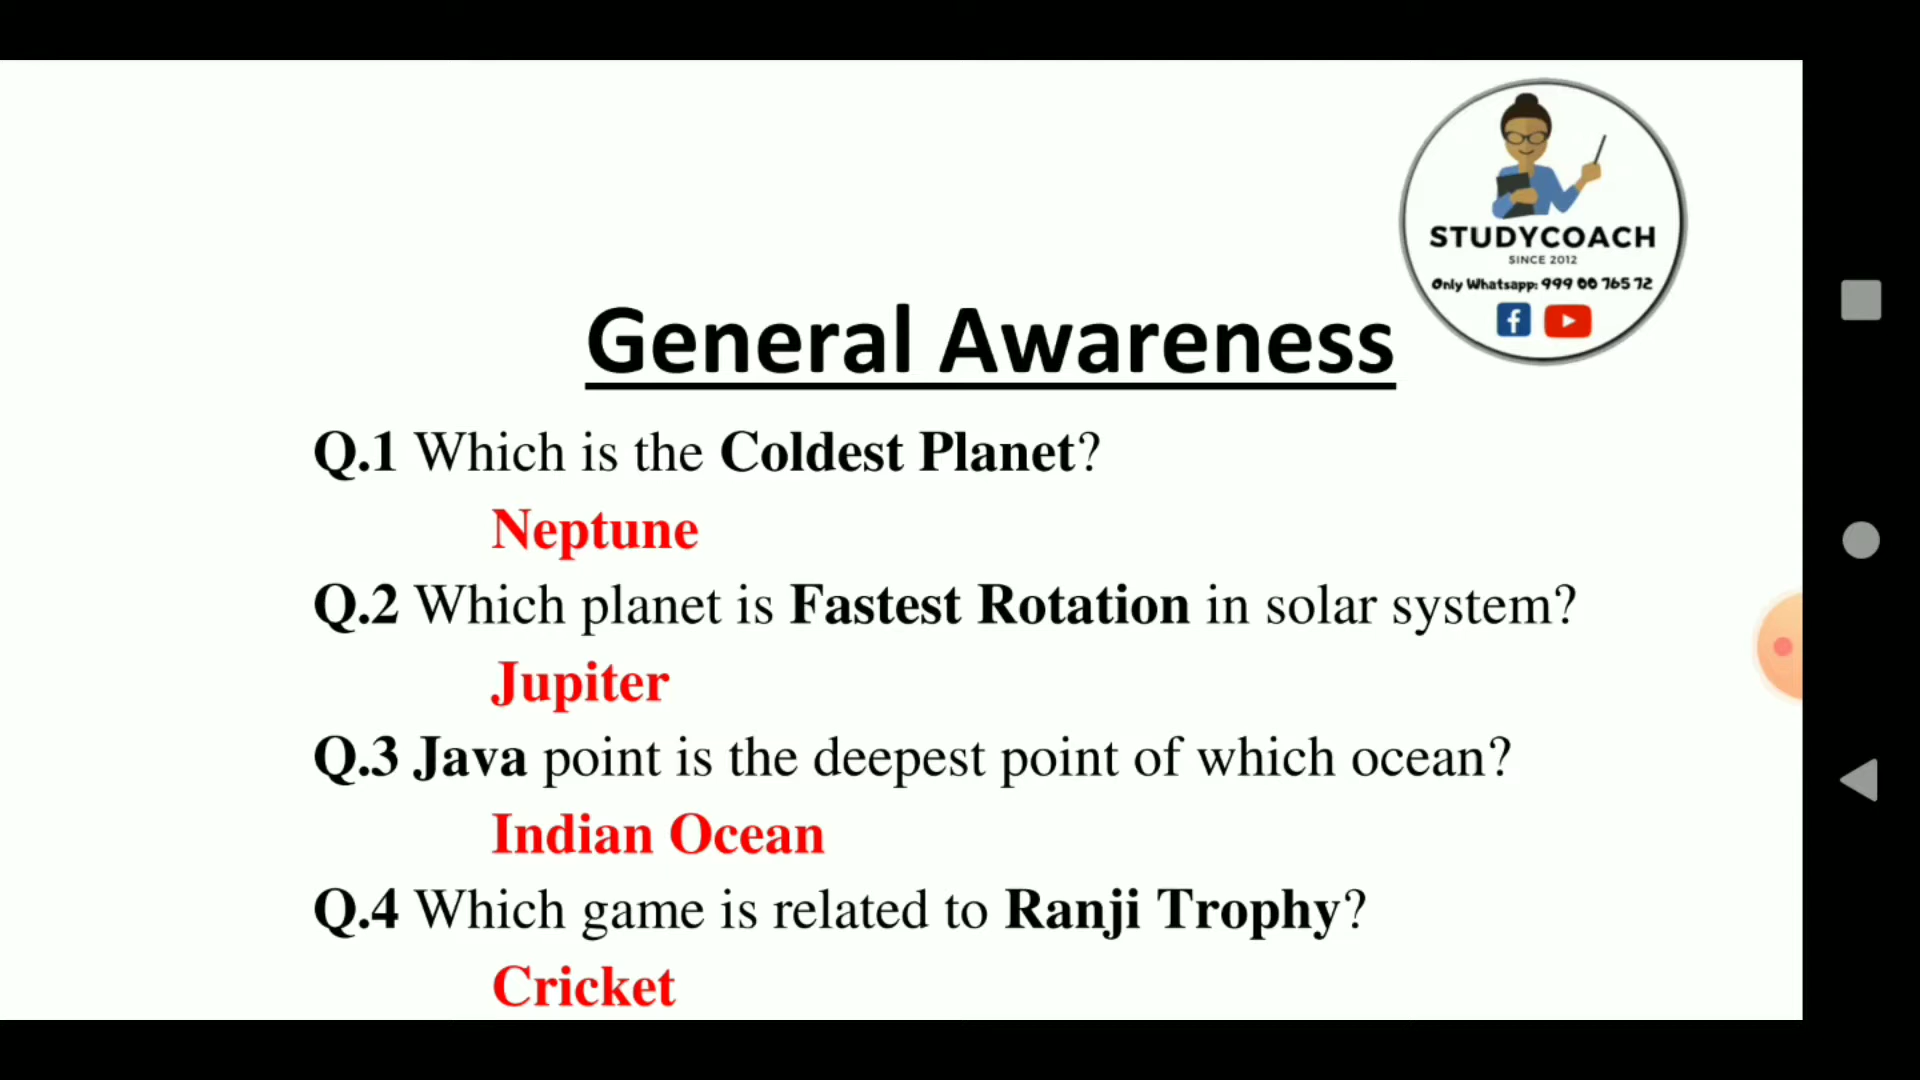 STUDYCOACH
SINCE 2012
Only Whatsapp: 999 00 765 72
General Awareness
Q.1 Which is the Coldest Planet?
Neptune
Q.2 Which planet is Fastest Rotation in solar system?
Jupiter
Q.3 Java point is the deepest point of which ocean?
Indian Ocean
Q.4 Which game is related to Ranji Trophy?
Cricket